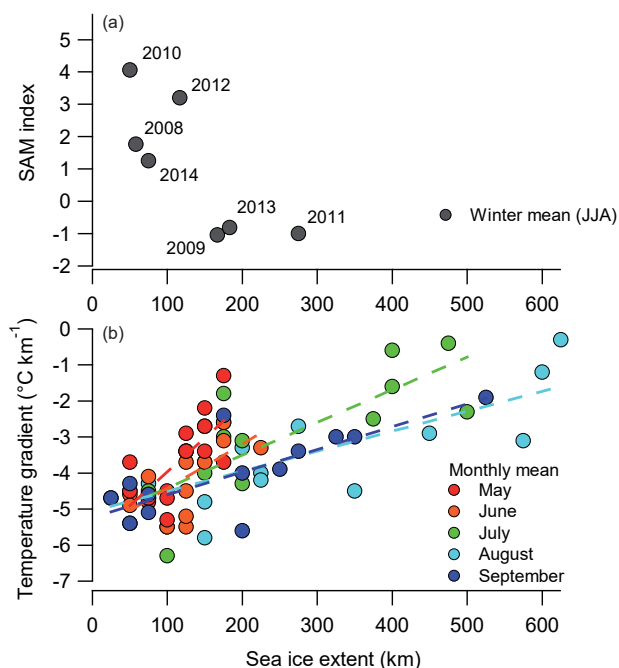 (a)
5
4
3
2
1
0
-1
-2
SAM index
2010
2012
2008
2014
2013
2011
2009
Winter mean (JJA)
0 100 200 300 400 500 600
(b)
0
-1
-2
-3
-4
-5
-6
-7
Temperature gradient (°C km-1)
Monthly mean
May
June
July
August
September
0 100 200 300 400 500 600
Sea ice extent (km)